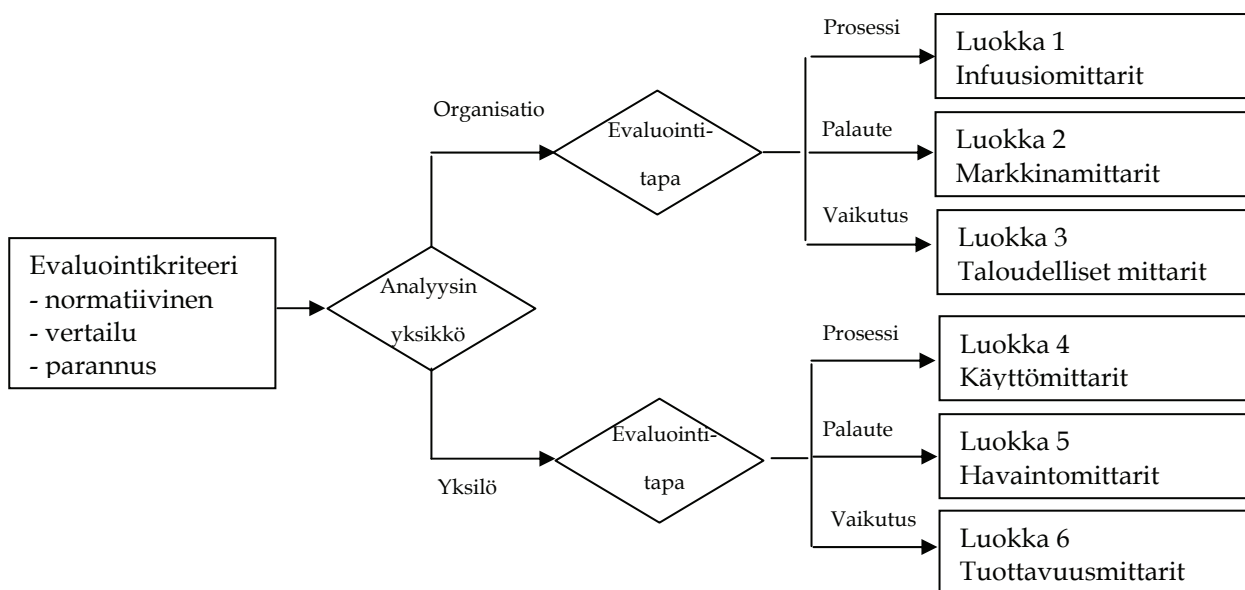 Evaluointikriteeri
- normatiivinen
- vertailu
- parannus
Analyysin
yksikkö
Organisatio
Evaluointi-
tapa
Prosessi
Luokka 1
Infuusiomittarit
Palaute
Luokka 2
Markkinamittarit
Vaikutus
Luokka 3
Taloudelliset mittarit
Yksilö
Evaluointi-
tapa
Prosessi
Luokka 4
Käyttömittarit
Palaute
Luokka 5
Havaintomittarit
Vaikutus
Luokka 6
Tuottavuusmittarit